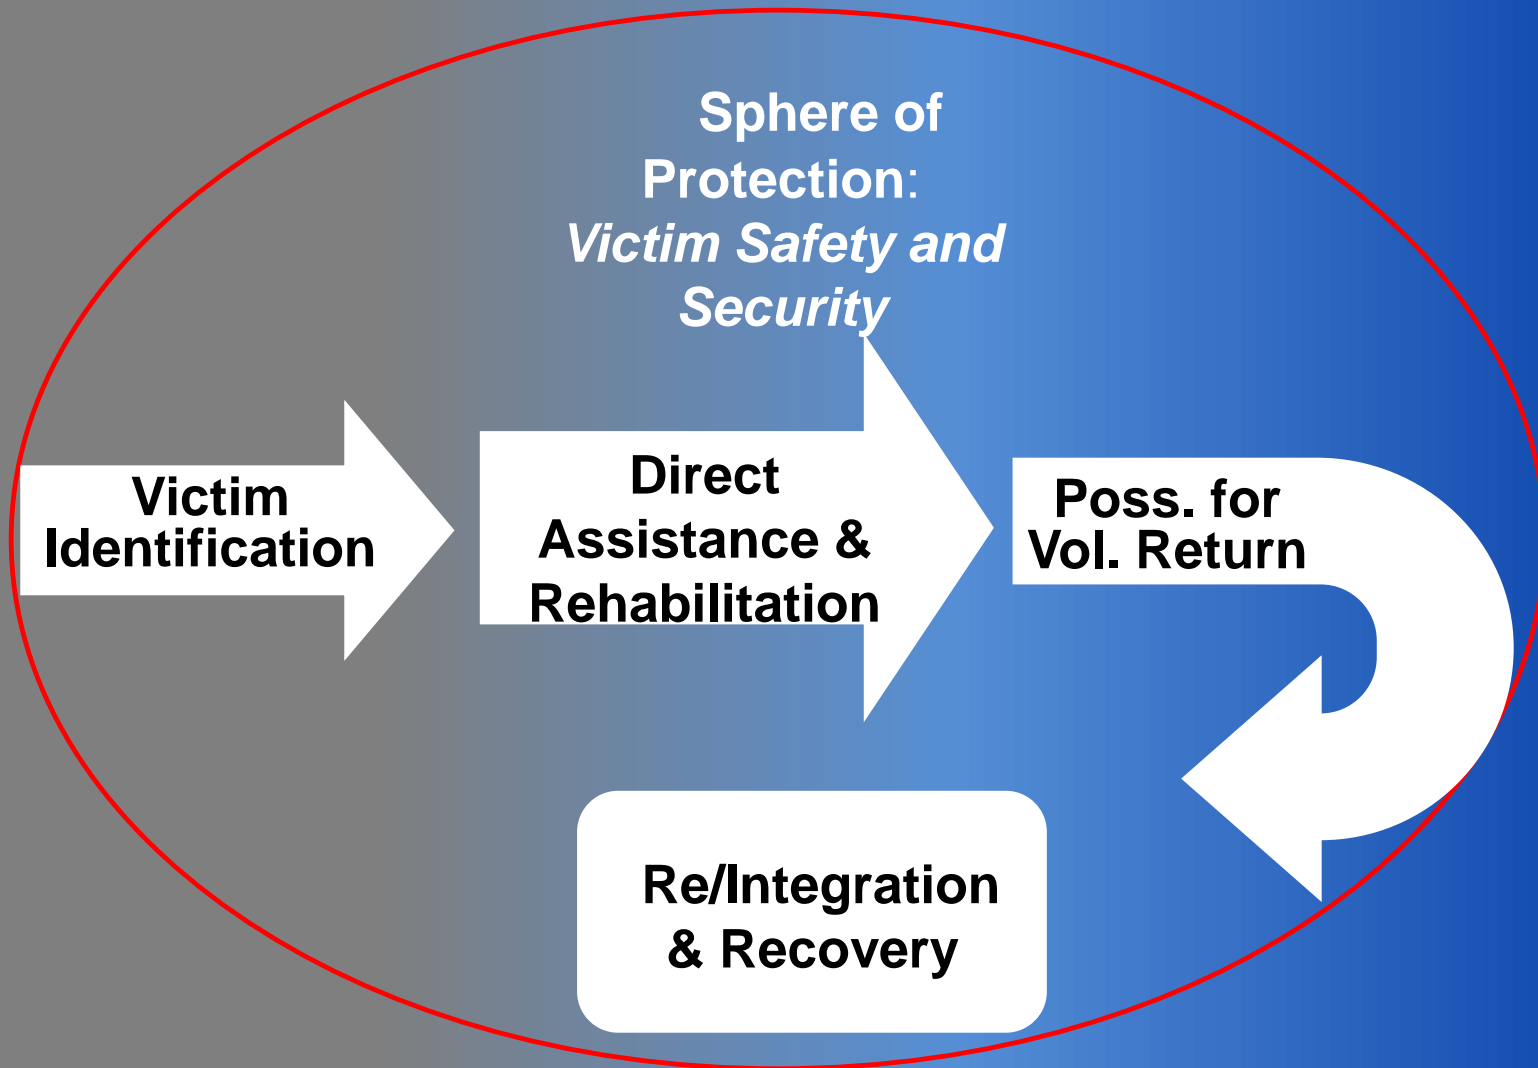 Sphere of
Protection:
Victim Safety and
Security
Victim
Identification
Direct
Assistance &
Rehabilitation
Poss. for
Vol. Return
Re/Integration
& Recovery